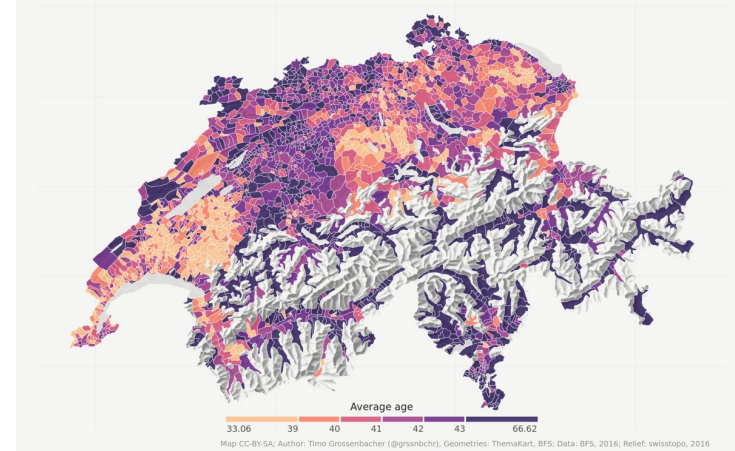 Average age
33.06 39 40 41 42 43 66.62
Map CC-BY-SA; Author: Timo Grossenbacher (@grssnbchr), Geometries: ThemaKart, BFS; Data: BFS, 2016; Relief: swisstopo, 2016